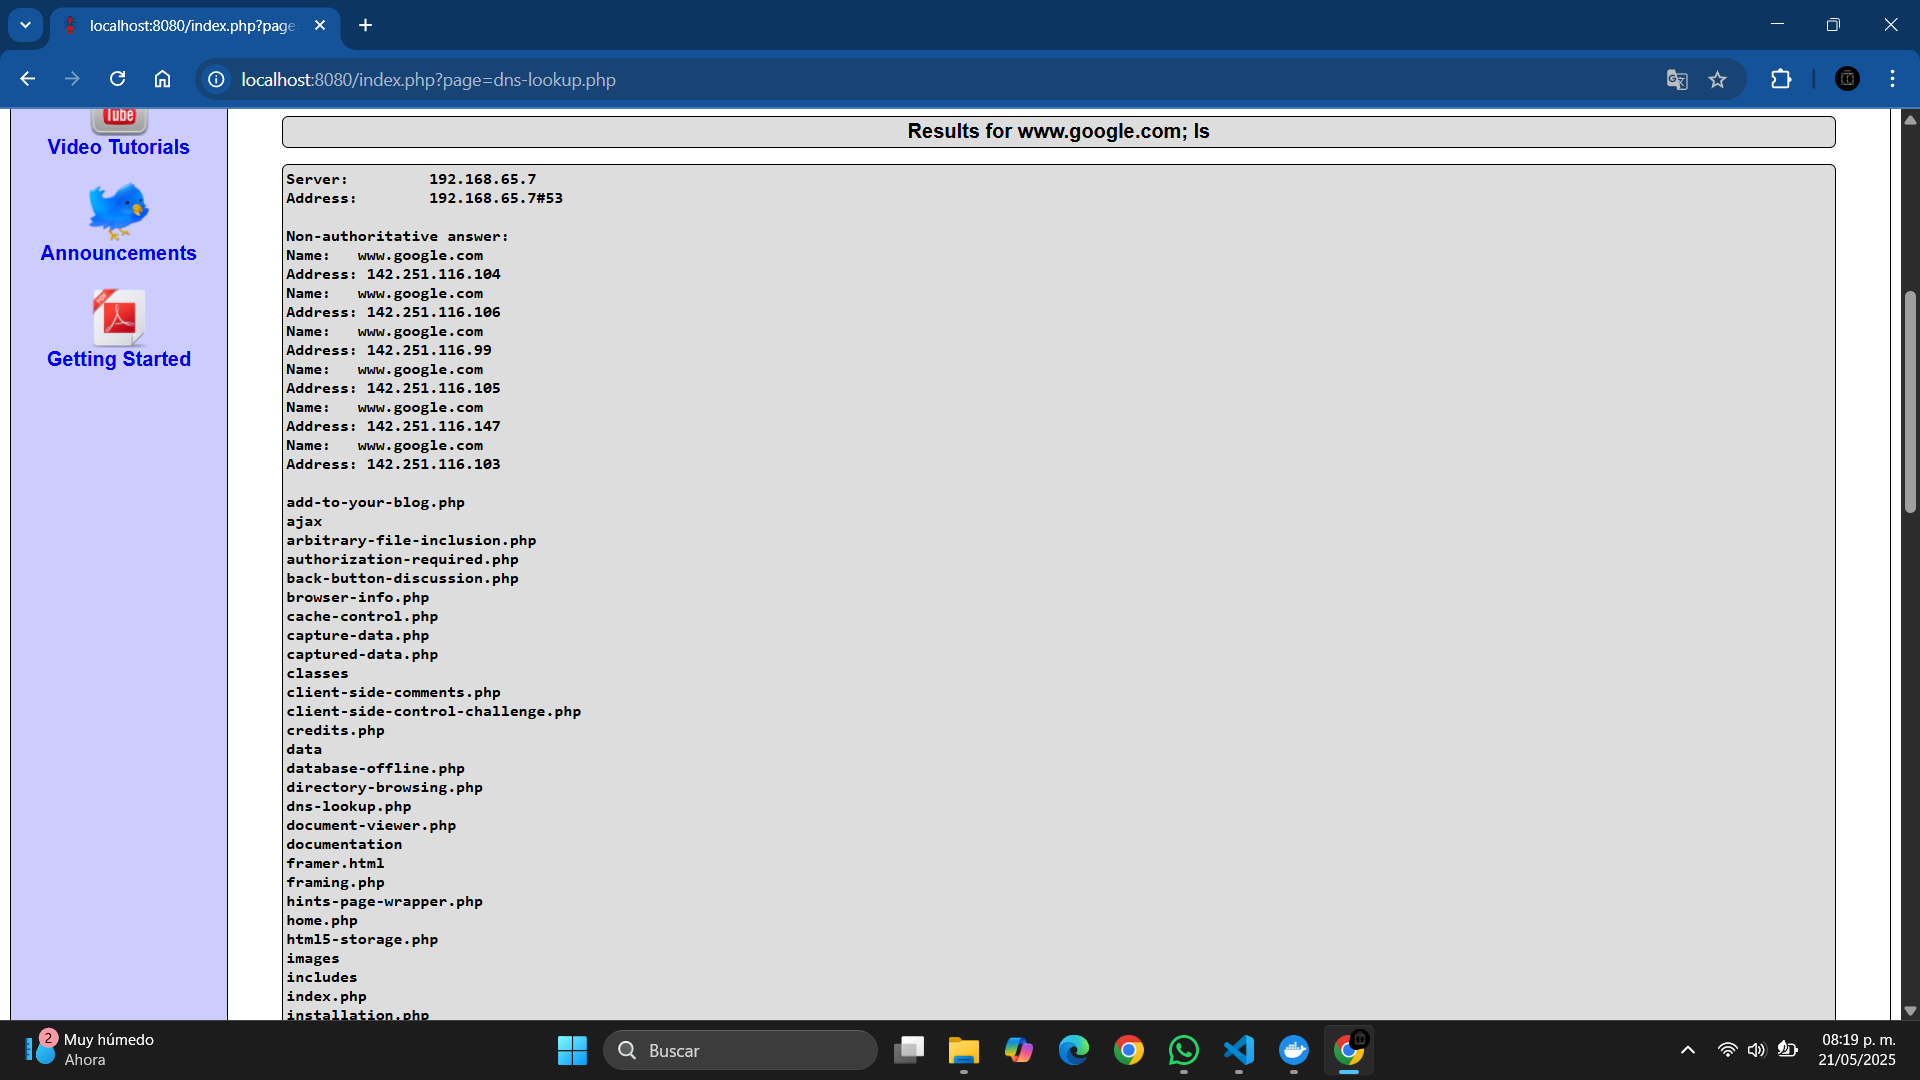 localhost:8080/index.php?page
localhost:8080/index.php?page=dns-lookup.php
Tube
Video Tutorials
Announcements
PDF
Getting Started
Results for www.google.com; ls
Server: 192.168.65.7
Address: 192.168.65.7#53
Non-authoritative answer:
Name: www.google.com
Address: 142.251.116.104
Name: www.google.com
Address: 142.251.116.106
Name: www.google.com
Address: 142.251.116.99
Name: www.google.com
Address: 142.251.116.105
Name: www.google.com
Address: 142.251.116.147
Name: www.google.com
Address: 142.251.116.103
add-to-your-blog.php
ajax
arbitrary-file-inclusion.php
authorization-required.php
back-button-discussion.php
browser-info.php
cache-control.php
capture-data.php
captured-data.php
classes
client-side-comments.php
client-side-control-challenge.php
credits.php
data
database-offline.php
directory-browsing.php
dns-lookup.php
document-viewer.php
documentation
framer.html
framing.php
hints-page-wrapper.php
home.php
html5-storage.php
images
includes
index.php
installation.php
2
Muy húmedo
Ahora
Buscar
08:19 p. m.
21/05/2025